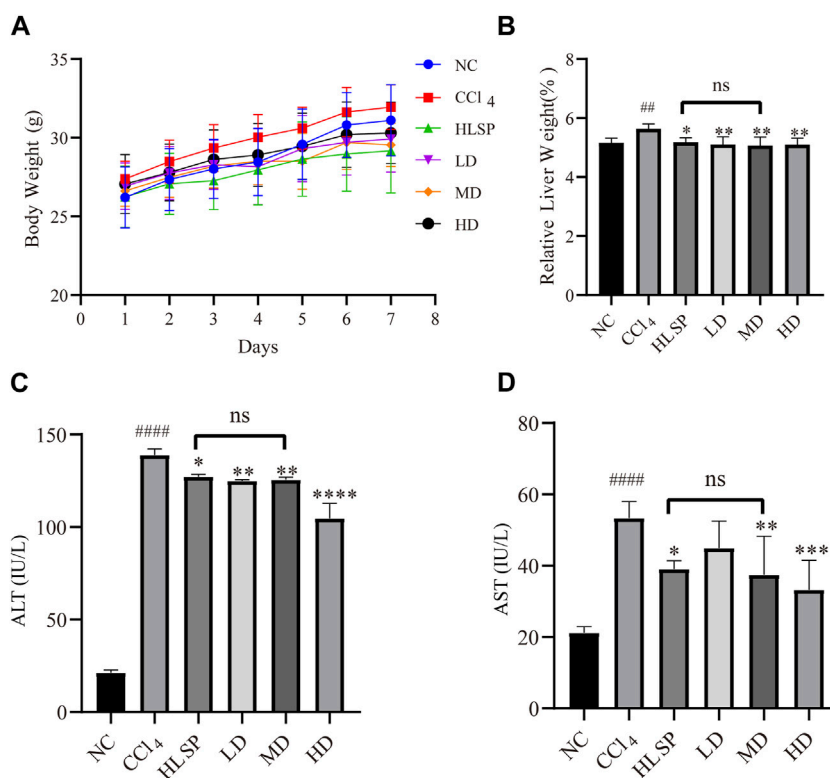 A
Body Weight (g)
35
30
25
20
0 1 2 3 4 5 6 7 8
Days
NC
CCl 4
HLSP
LD
MD
HD
B
Relative Liver W eight(% )
8
6
4
2
0
ns
## * ** ** **
NC CCl4 HLSP LD MD HD
C
ALT (IU/L)
150
100
50
0
ns
#### * ** ** ****
NC CCl4 HLSP LD MD HD
D
AST (IU/L)
80
60
40
20
0
ns
#### * ** ***
NC CCl4 HLSP LD MD HD